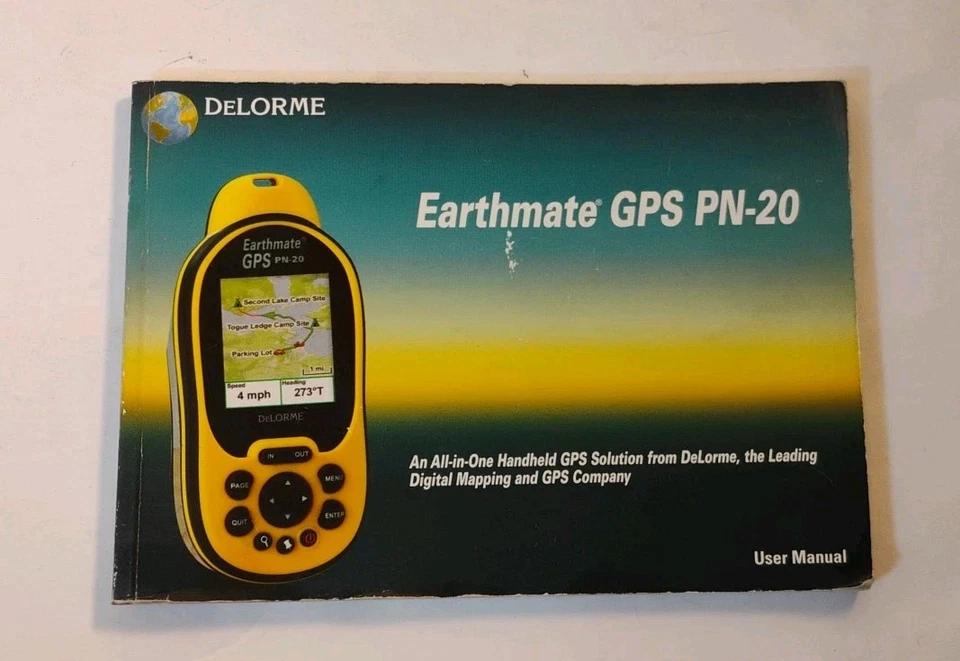 DELORME
Earthmate® GPS PN-20
Earthmate®
GPS PN-20
Second Lake Camp Site
Togue Ledge Camp Site
Parking Lot
1 mi
Speed
4 mph
Heading
273°T
DELORME
IN OUT
PAGE
MENU
QUIT
ENTER
An All-in-One Handheld GPS Solution from DeLorme, the Leading
Digital Mapping and GPS Company
User Manual